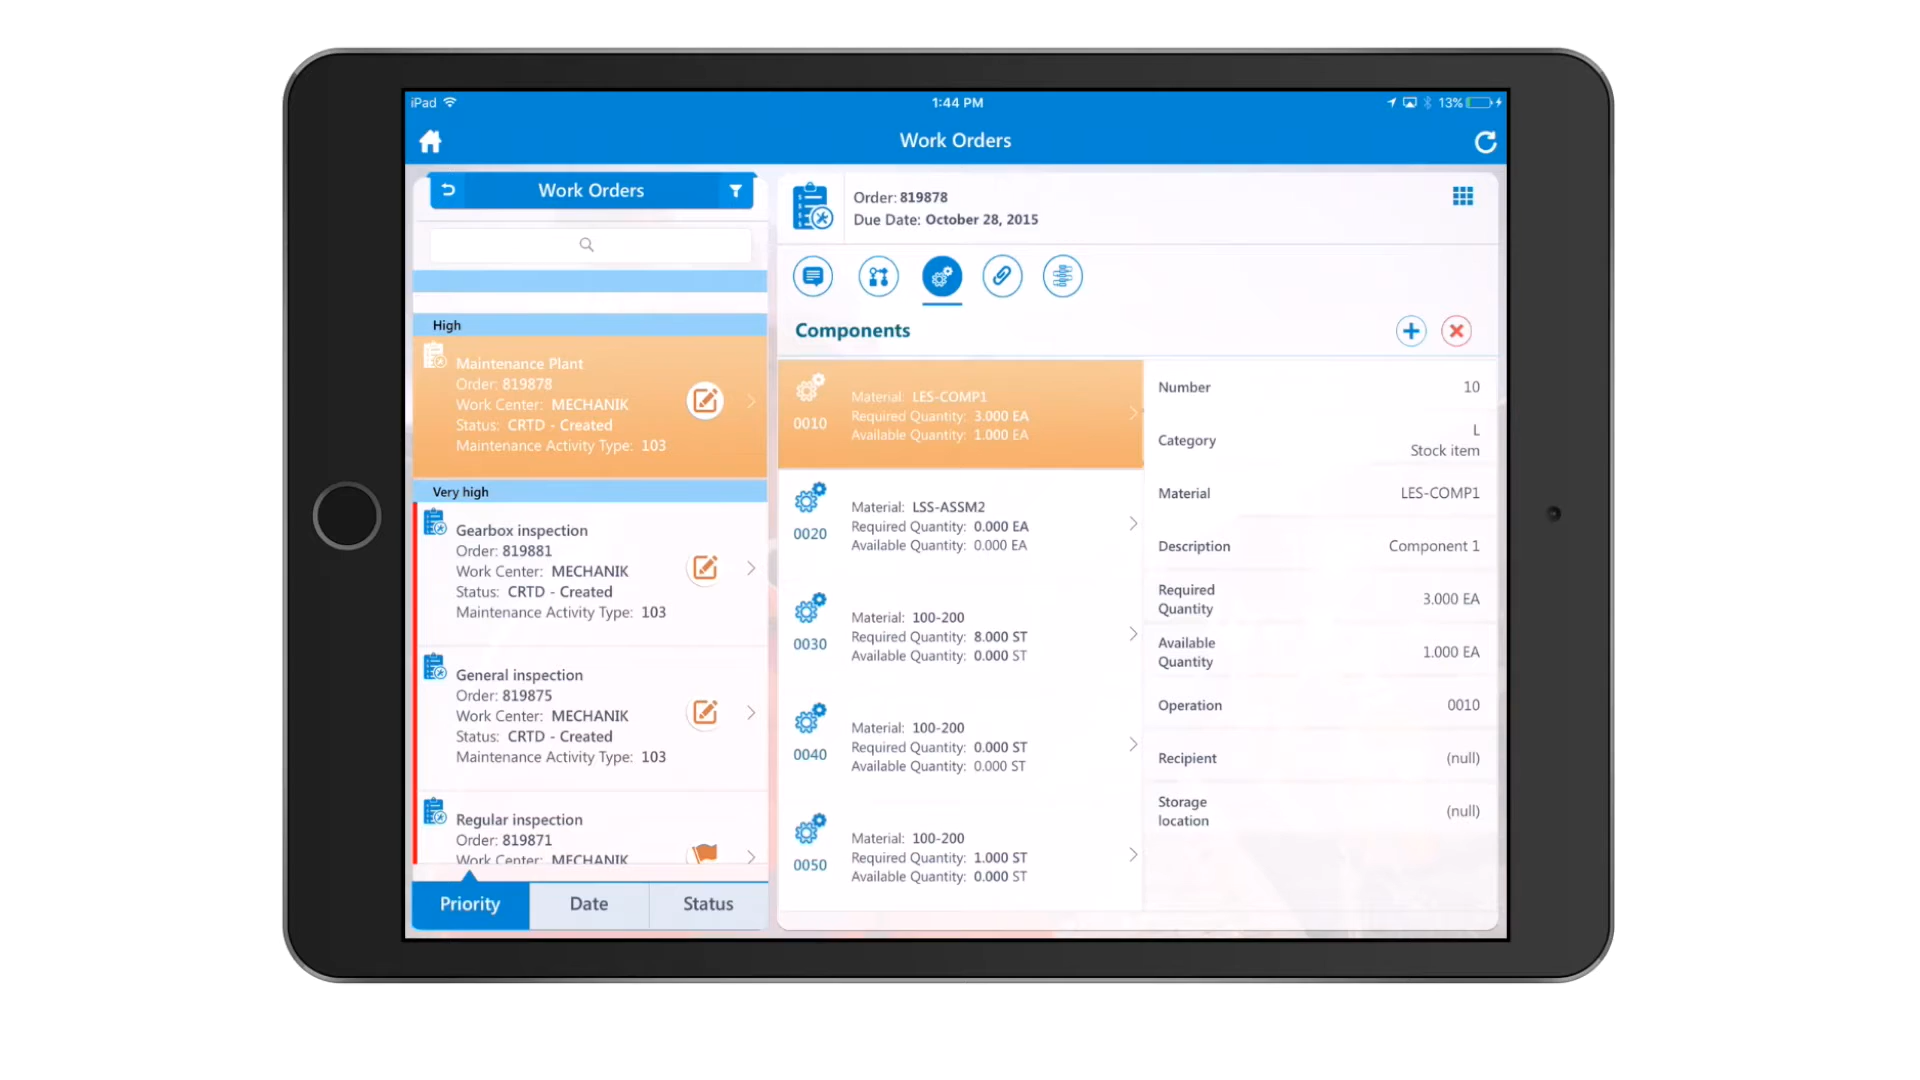 iPad
1:44 PM
13%
Work Orders
Work Orders
High
Maintenance Plant
Order: 819878
Work Center: MECHANIK
Status: CRTD - Created
Maintenance Activity Type: 103
Very high
Gearbox inspection
Order: 819881
Work Center: MECHANIK
Status: CRTD - Created
Maintenance Activity Type: 103
General inspection
Order: 819875
Work Center: MECHANIK
Status: CRTD - Created
Maintenance Activity Type: 103
Regular inspection
Order: 819871
Work Center: MECHANIK
Priority
Date
Status
Order: 819878
Due Date: October 28, 2015
Components
0010
Material: LES-COMP1
Required Quantity: 3.000 EA
Available Quantity: 1.000 EA
0020
Material: LSS-ASSM2
Required Quantity: 0.000 EA
Available Quantity: 0.000 EA
0030
Material: 100-200
Required Quantity: 8.000 ST
Available Quantity: 0.000 ST
0040
Material: 100-200
Required Quantity: 0.000 ST
Available Quantity: 0.000 ST
0050
Material: 100-200
Required Quantity: 1.000 ST
Available Quantity: 0.000 ST
Number 10
Category L
Stock item
Material LES-COMP1
Description Component 1
Required
Quantity 3.000 EA
Available
Quantity 1.000 EA
Operation 0010
Recipient (null)
Storage
location (null)